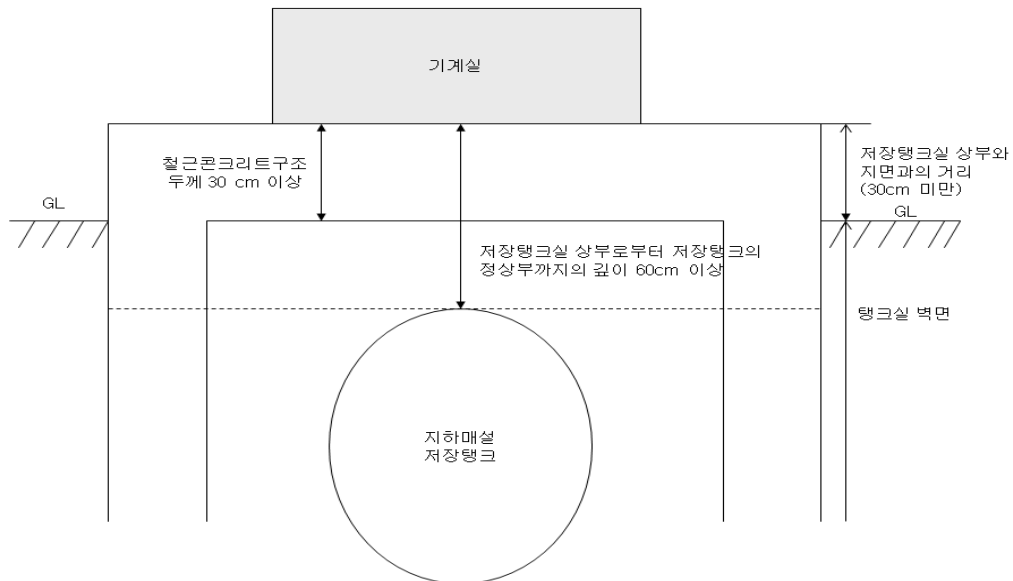 기계실
철근콘크리트구조
두께 30 cm 이상
저장탱크실 상부와
지면과의 거리
(30cm 미만)
GL
GL
저장탱크실 상부로부터 저장탱크의
정상부까지의 깊이 60cm 이상
탱크실 벽면
지하매설
저장탱크